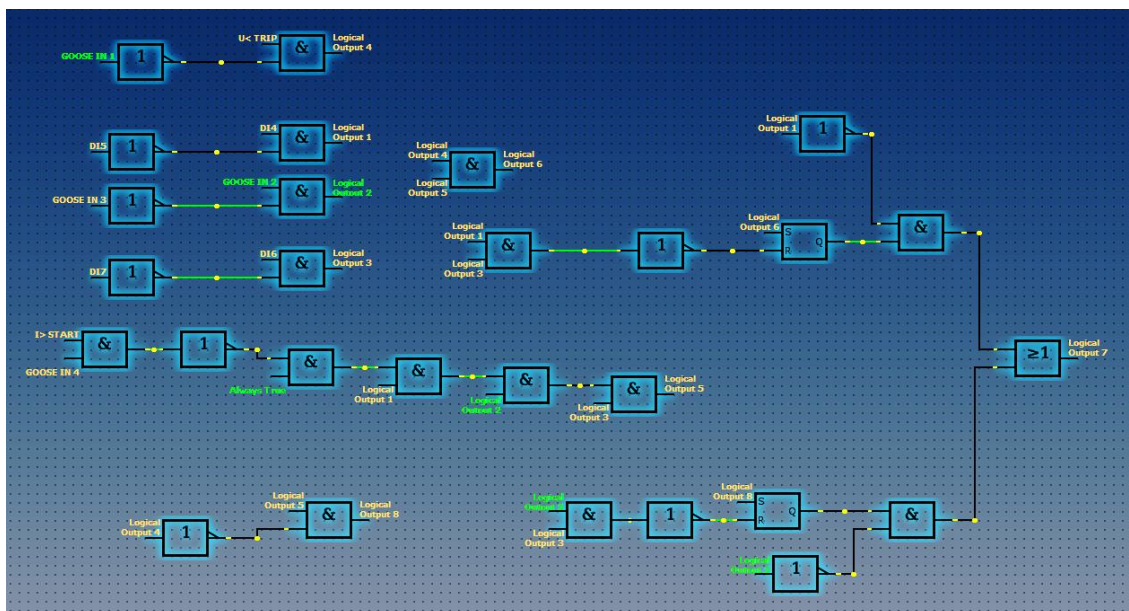 U< TRIP
Logical
Output 4
GOOSE IN 1
1
&
DI4
Logical
Output 1
DI5
1
&
GOOSE IN 2
Logical
Output 2
GOOSE IN 3
1
&
DI6
Logical
Output 3
DI7
1
&
Logical
Output 4
Logical
Output 5
&
Logical
Output 6
Logical
Output 1
1
Logical
Output 1
Logical
Output 3
&
1
Logical
Output 6
S
R
Q
&
I> START
GOOSE IN 4
&
1
Always True
&
Logical
Output 1
&
Logical
Output 2
&
Logical
Output 3
&
Logical
Output 5
≥1
Logical
Output 7
Logical
Output 4
1
Logical
Output 5
&
Logical
Output 8
Logical
Output
Logical
Output 3
&
1
Logical
Output 8
S
R
Q
&
Logical
Output
1